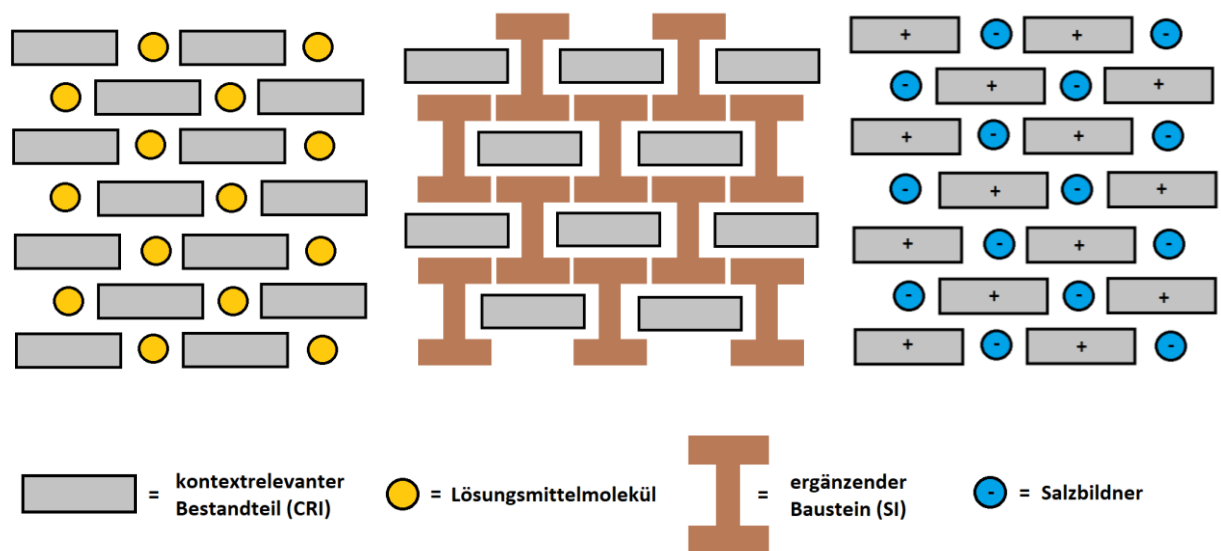 + - + -
- + - +
+ - + -
- + - +
+ - + -
- + - +
+ - + -
= kontextrelevanter
Bestandteil (CRI)
= Lösungsmittelmolekül
= ergänzender
Baustein (SI)
- = Salzbildner